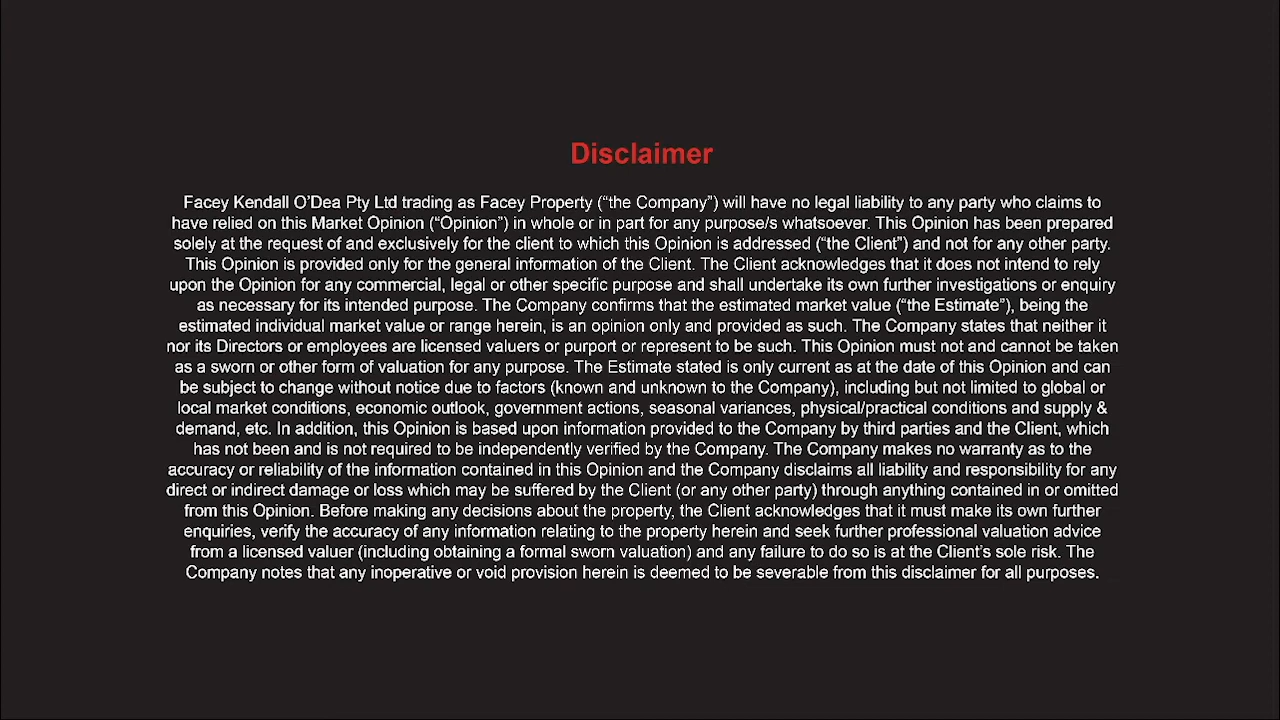 Disclaimer
Facey Kendall O’Dea Pty Ltd trading as Facey Property (“the Company”) will have no legal liability to any party who claims to
have relied on this Market Opinion (“Opinion”) in whole or in part for any purpose/s whatsoever. This Opinion has been prepared
solely at the request of and exclusively for the client to which this Opinion is addressed (“the Client”) and not for any other party.
This Opinion is provided only for the general information of the Client. The Client acknowledges that it does not intend to rely
upon the Opinion for any commercial, legal or other specific purpose and shall undertake its own further investigations or enquiry
as necessary for its intended purpose. The Company confirms that the estimated market value (“the Estimate”), being the
estimated individual market value or range herein, is an opinion only and provided as such. The Company states that neither it
nor its Directors or employees are licensed valuers or purport or represent to be such. This Opinion must not and cannot be taken
as a sworn or other form of valuation for any purpose. The Estimate stated is only current as at the date of this Opinion and can
be subject to change without notice due to factors (known and unknown to the Company), including but not limited to global or
local market conditions, economic outlook, government actions, seasonal variances, physical/practical conditions and supply &
demand, etc. In addition, this Opinion is based upon information provided to the Company by third parties and the Client, which
has not been and is not required to be independently verified by the Company. The Company makes no warranty as to the
accuracy or reliability of the information contained in this Opinion and the Company disclaims all liability and responsibility for any
direct or indirect damage or loss which may be suffered by the Client (or any other party) through anything contained in or omitted
from this Opinion. Before making any decisions about the property, the Client acknowledges that it must make its own further
enquiries, verify the accuracy of any information relating to the property herein and seek further professional valuation advice
from a licensed valuer (including obtaining a formal sworn valuation) and any failure to do so is at the Client’s sole risk. The
Company notes that any inoperative or void provision herein is deemed to be severable from this disclaimer for all purposes.